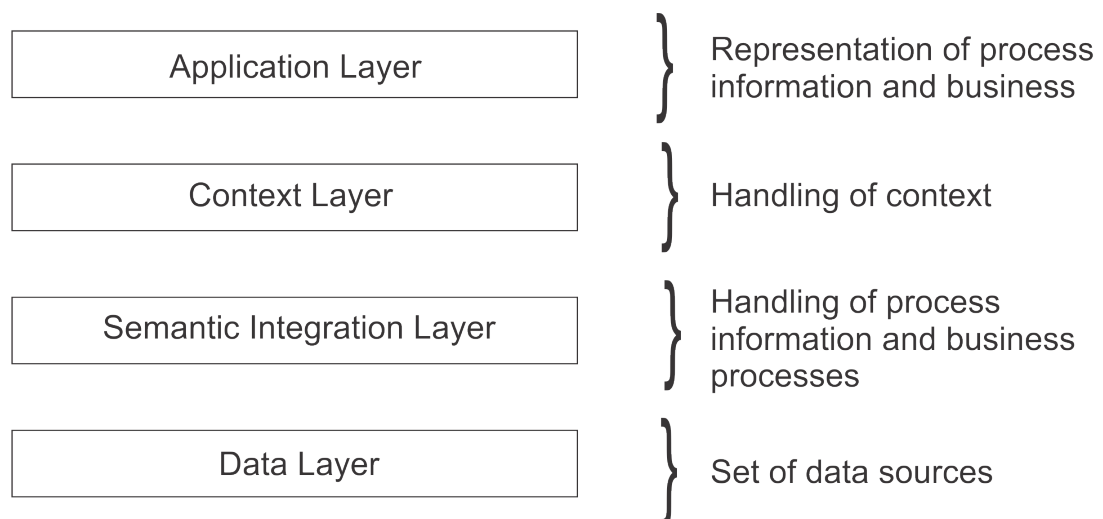 Application Layer
Representation of process
information and business
Context Layer
Handling of context
Semantic Integration Layer
Handling of process
information and business
processes
Data Layer
Set of data sources